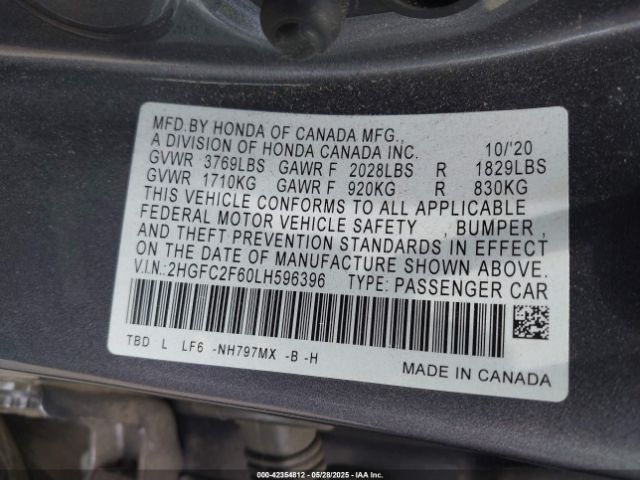 MFD.BY HONDA OF CANADA MFG.,
A DIVISION OF HONDA CANADA INC. 10/'20
GVWR 3769LBS GAWR F 2028LBS R 1829LBS
GVWR 1710KG GAWR F 920KG R 830KG
THIS VEHICLE CONFORMS TO ALL APPLICABLE
FEDERAL MOTOR VEHICLE SAFETY , BUMPER ,
AND THEFT PREVENTION STANDARDS IN EFFECT
ON THE DATE OF MANUFACTURE SHOWN ABOVE.
V.I.N.:2HGFC2F60LH596396 TYPE: PASSENGER CAR
TBD L LF6 -NH797MX -B -H
MADE IN CANADA
000-42354812 - 05/28/2025 - IAA Inc.